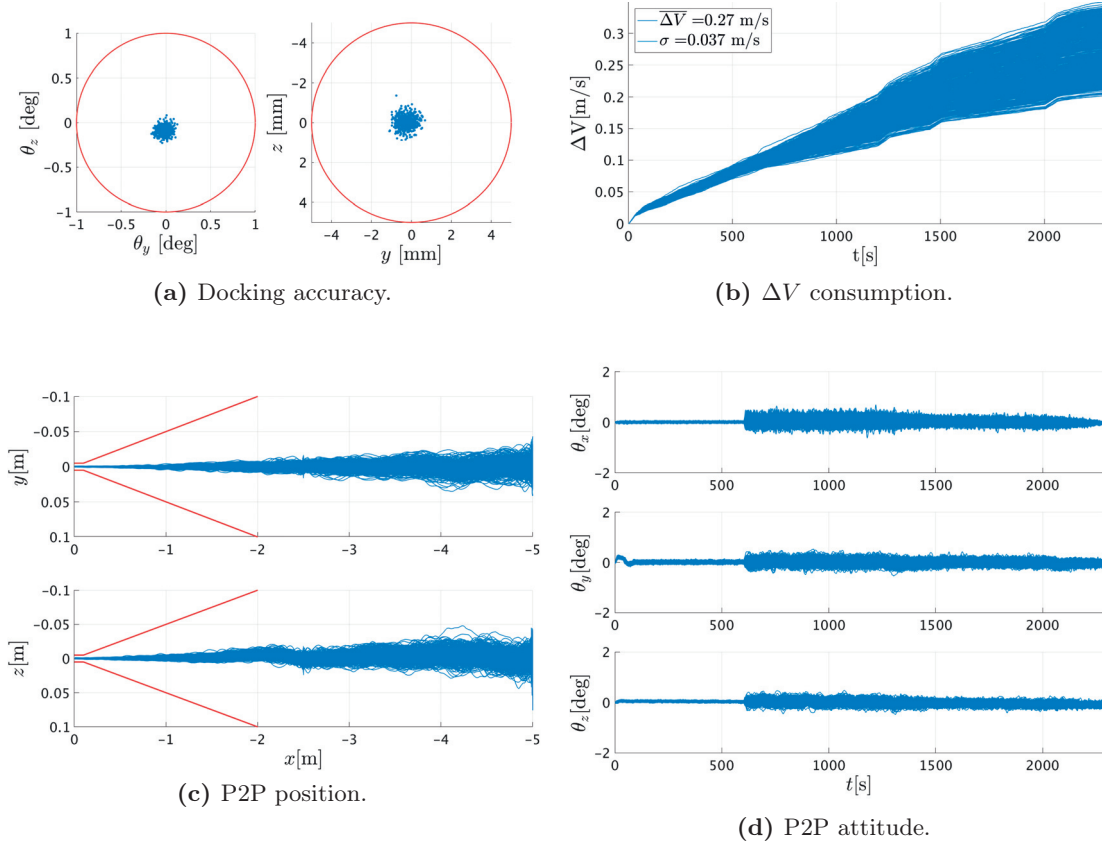 1
0.5
0
-0.5
-1
θ_z [deg]
-1 -0.5 0 0.5 1
θ_y [deg]
-4
-2
0
2
4
z [mm]
-4 -2 0 2 4
y [mm]
(a) Docking accuracy.
ΔV̅ =0.27 m/s
σ =0.037 m/s
0.3
0.25
0.2
0.15
0.1
0.05
0
ΔV[m/s]
0 500 1000 1500 2000
t[s]
(b) ΔV consumption.
-0.1
-0.05
0
0.05
0.1
y[m]
0 -1 -2 -3 -4 -5
-0.1
-0.05
0
0.05
0.1
z[m]
0 -1 -2 -3 -4 -5
x[m]
(c) P2P position.
2
0
-2
θ_x[deg]
0 500 1000 1500 2000
2
0
-2
θ_y[deg]
0 500 1000 1500 2000
2
0
-2
θ_z[deg]
0 500 1000 1500 2000
t[s]
(d) P2P attitude.